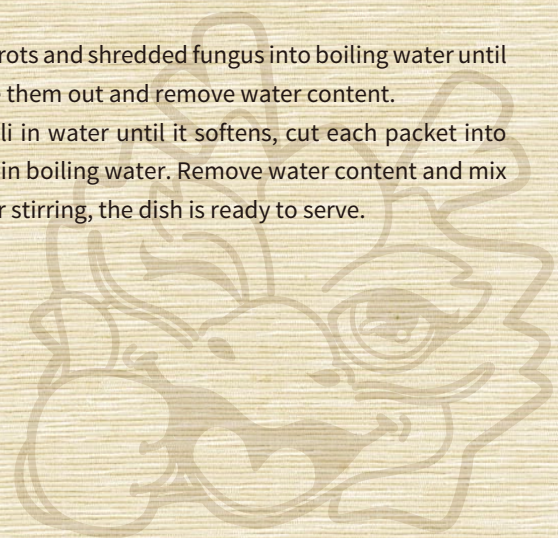 rots and shredded fungus into boiling water until
them out and remove water content.
li in water until it softens, cut each packet into
in boiling water. Remove water content and mix
r stirring, the dish is ready to serve.